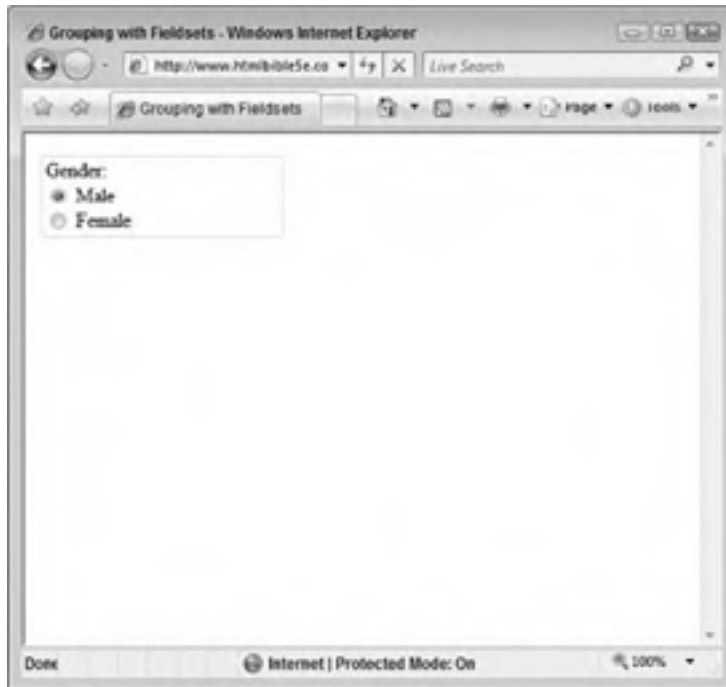 Grouping with Fieldsets - Windows Internet Explorer
http://www.htmlbible5e.co
Live Search
Grouping with Fieldsets
Page
Tools
Gender:
Male
Female
Done
Internet | Protected Mode: On
100%